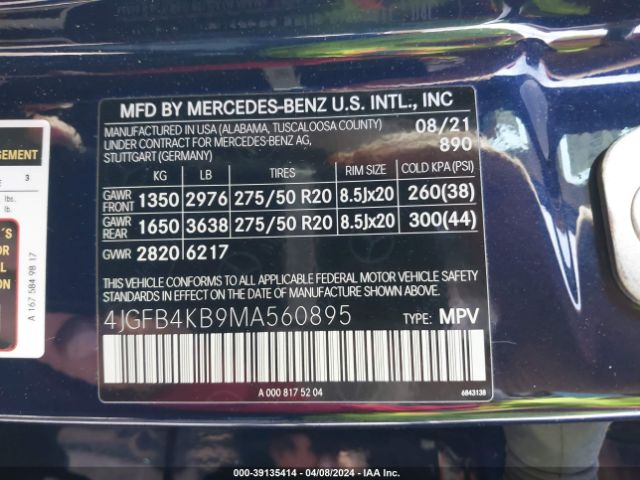 MFD BY MERCEDES-BENZ U.S. INTL., INC
MANUFACTURED IN USA (ALABAMA, TUSCALOOSA COUNTY) 08/21
UNDER CONTRACT FOR MERCEDES-BENZ AG, 890
STUTTGART (GERMANY)
KG LB TIRES RIM SIZE COLD KPA (PSI)
GAWR FRONT 1350 2976 275/50 R20 8.5Jx20 260(38)
GAWR REAR 1650 3638 275/50 R20 8.5Jx20 300(44)
GVWR 2820 6217
THIS VEHICLE CONFORMS TO ALL APPLICABLE FEDERAL MOTOR VEHICLE SAFETY
STANDARDS IN EFFECT ON THE DATE OF MANUFACTURE SHOWN ABOVE.
4JGFB4KB9MA560895 TYPE: MPV
A 000 817 52 04
6843138
GEMENT
3
lb.
lb.
A 167 584 98 17
000-39135414 | 04/08/2024 | IAA Inc.